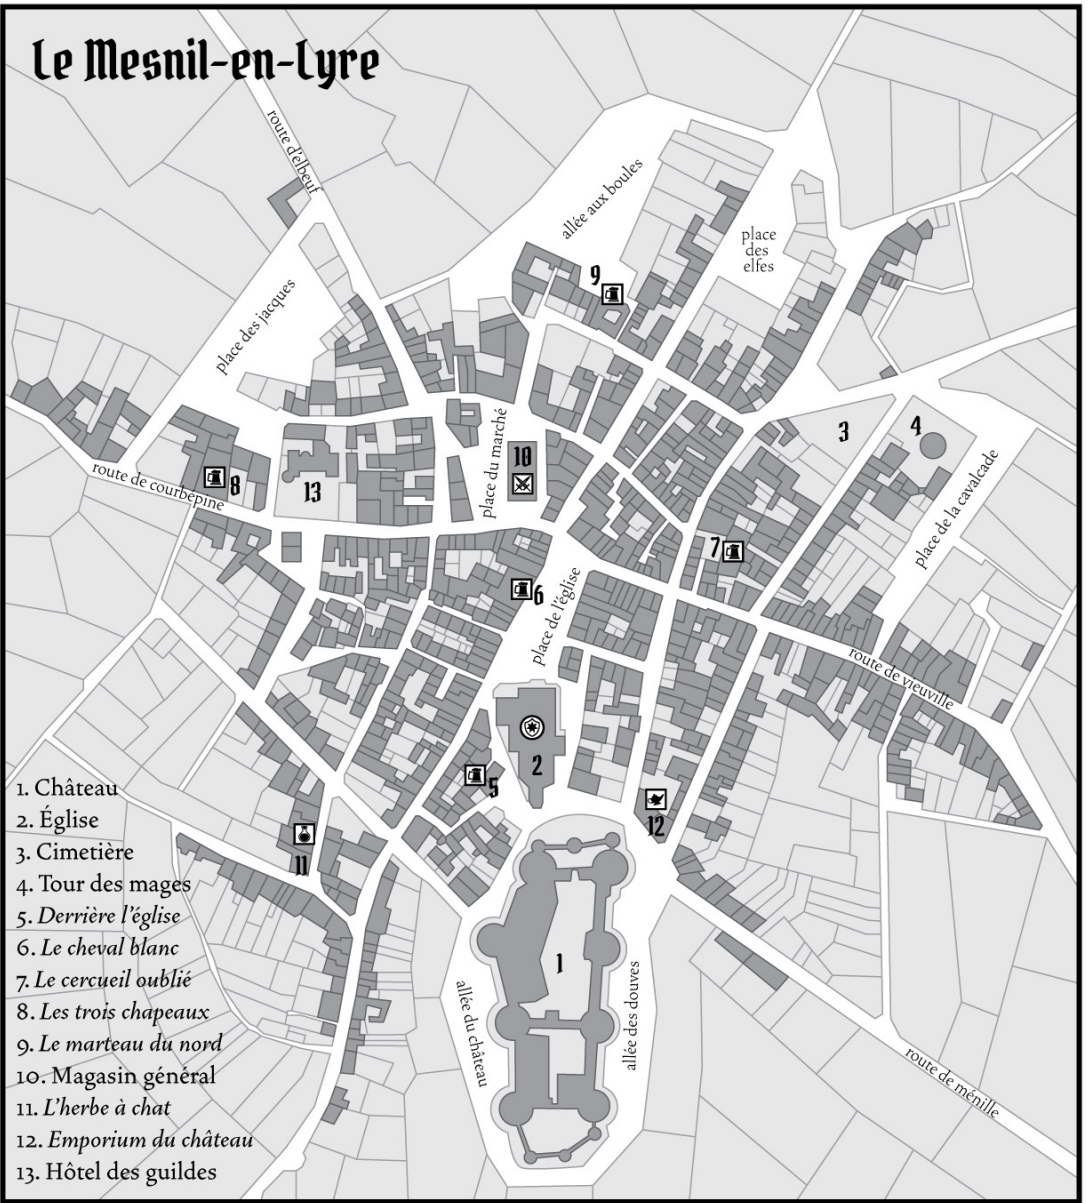 Le Mesnil-en-Lyre
route d'elbeuf
allée aux boules
place
des
elfes
place des jacques
9
place du marché
10
3
4
route de courbépine
8
13
place de la cavalcade
7
6
place de l'église
route de vieuville
2
5
12
11
1
allée du château
allée des douves
route de ménille
1. Château
2. Église
3. Cimetière
4. Tour des mages
5. Derrière l'église
6. Le cheval blanc
7. Le cercueil oublié
8. Les trois chapeaux
9. Le marteau du nord
10. Magasin général
11. L'herbe à chat
12. Emporium du château
13. Hôtel des guildes